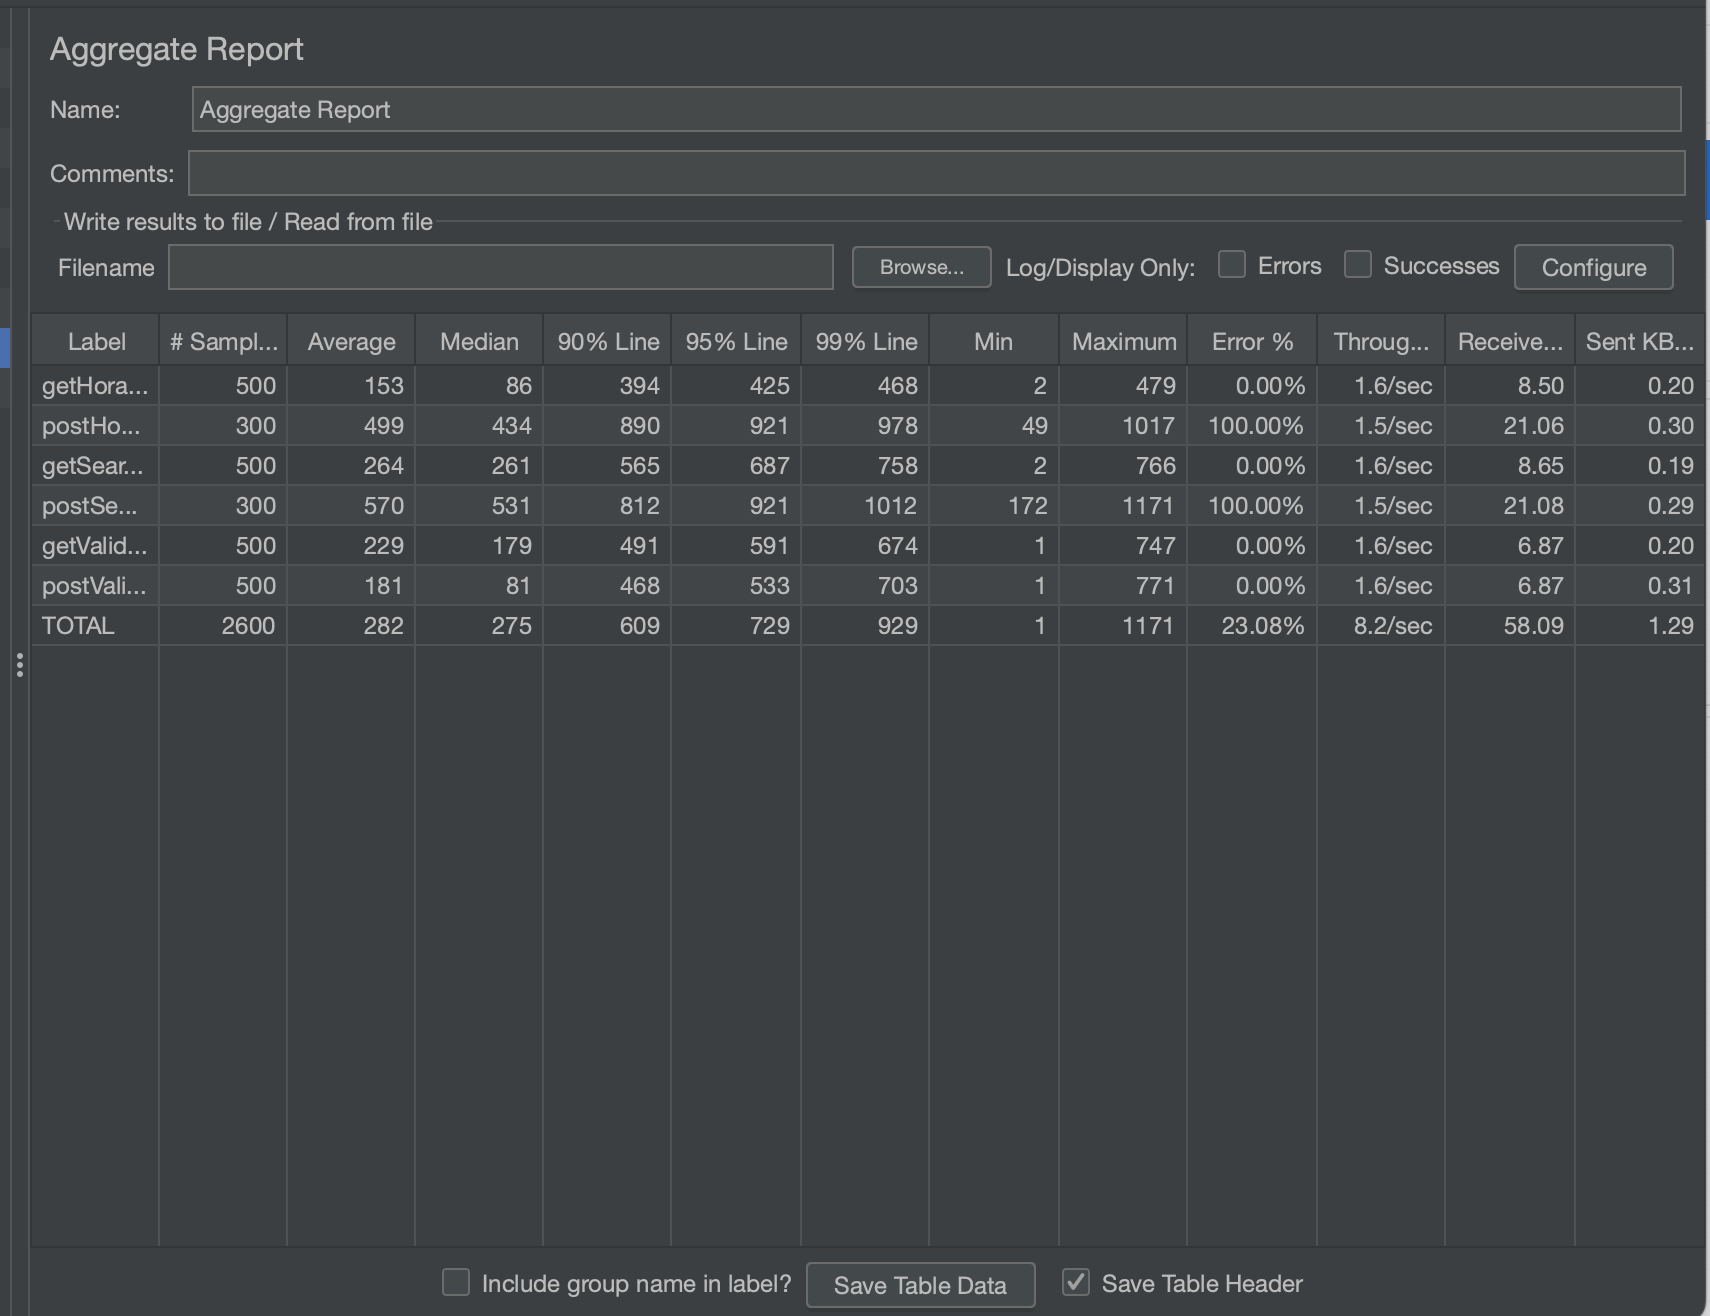 Aggregate Report
Name: Aggregate Report
Comments:
Write results to file / Read from file
Filename Browse... Log/Display Only: Errors Successes Configure
Label # Sampl... Average Median 90% Line 95% Line 99% Line Min Maximum Error % Throug... Receive... Sent KB...
getHora... 500 153 86 394 425 468 2 479 0.00% 1.6/sec 8.50 0.20
postHo... 300 499 434 890 921 978 49 1017 100.00% 1.5/sec 21.06 0.30
getSear... 500 264 261 565 687 758 2 766 0.00% 1.6/sec 8.65 0.19
postSe... 300 570 531 812 921 1012 172 1171 100.00% 1.5/sec 21.08 0.29
getValid... 500 229 179 491 591 674 1 747 0.00% 1.6/sec 6.87 0.20
postVali... 500 181 81 468 533 703 1 771 0.00% 1.6/sec 6.87 0.31
TOTAL 2600 282 275 609 729 929 1 1171 23.08% 8.2/sec 58.09 1.29
Include group name in label? Save Table Data Save Table Header